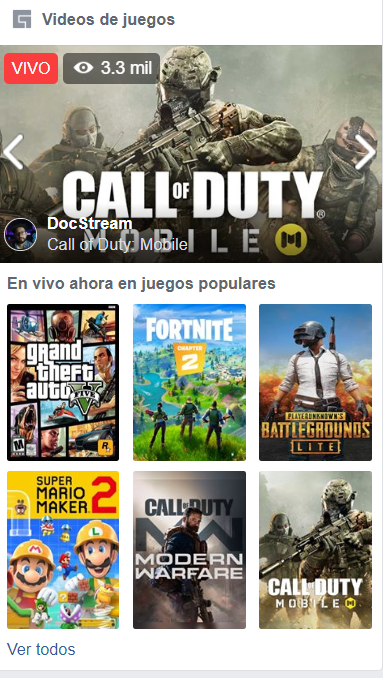 Videos de juegos
VIVO
3.3 mil
CALL OF DUTY®
MOBILE
DocStream
Call of Duty: Mobile
En vivo ahora en juegos populares
grand
theft
auto
FIVE
M
R
FORTNITE
CHAPTER
2
PLAYERUNKNOWN'S
BATTLEGROUNDS
LITE
SUPER
MARIO
MAKER 2
CALL OF DUTY
MODERN
WARFARE
CALL OF DUTY
MOBILE
Ver todos